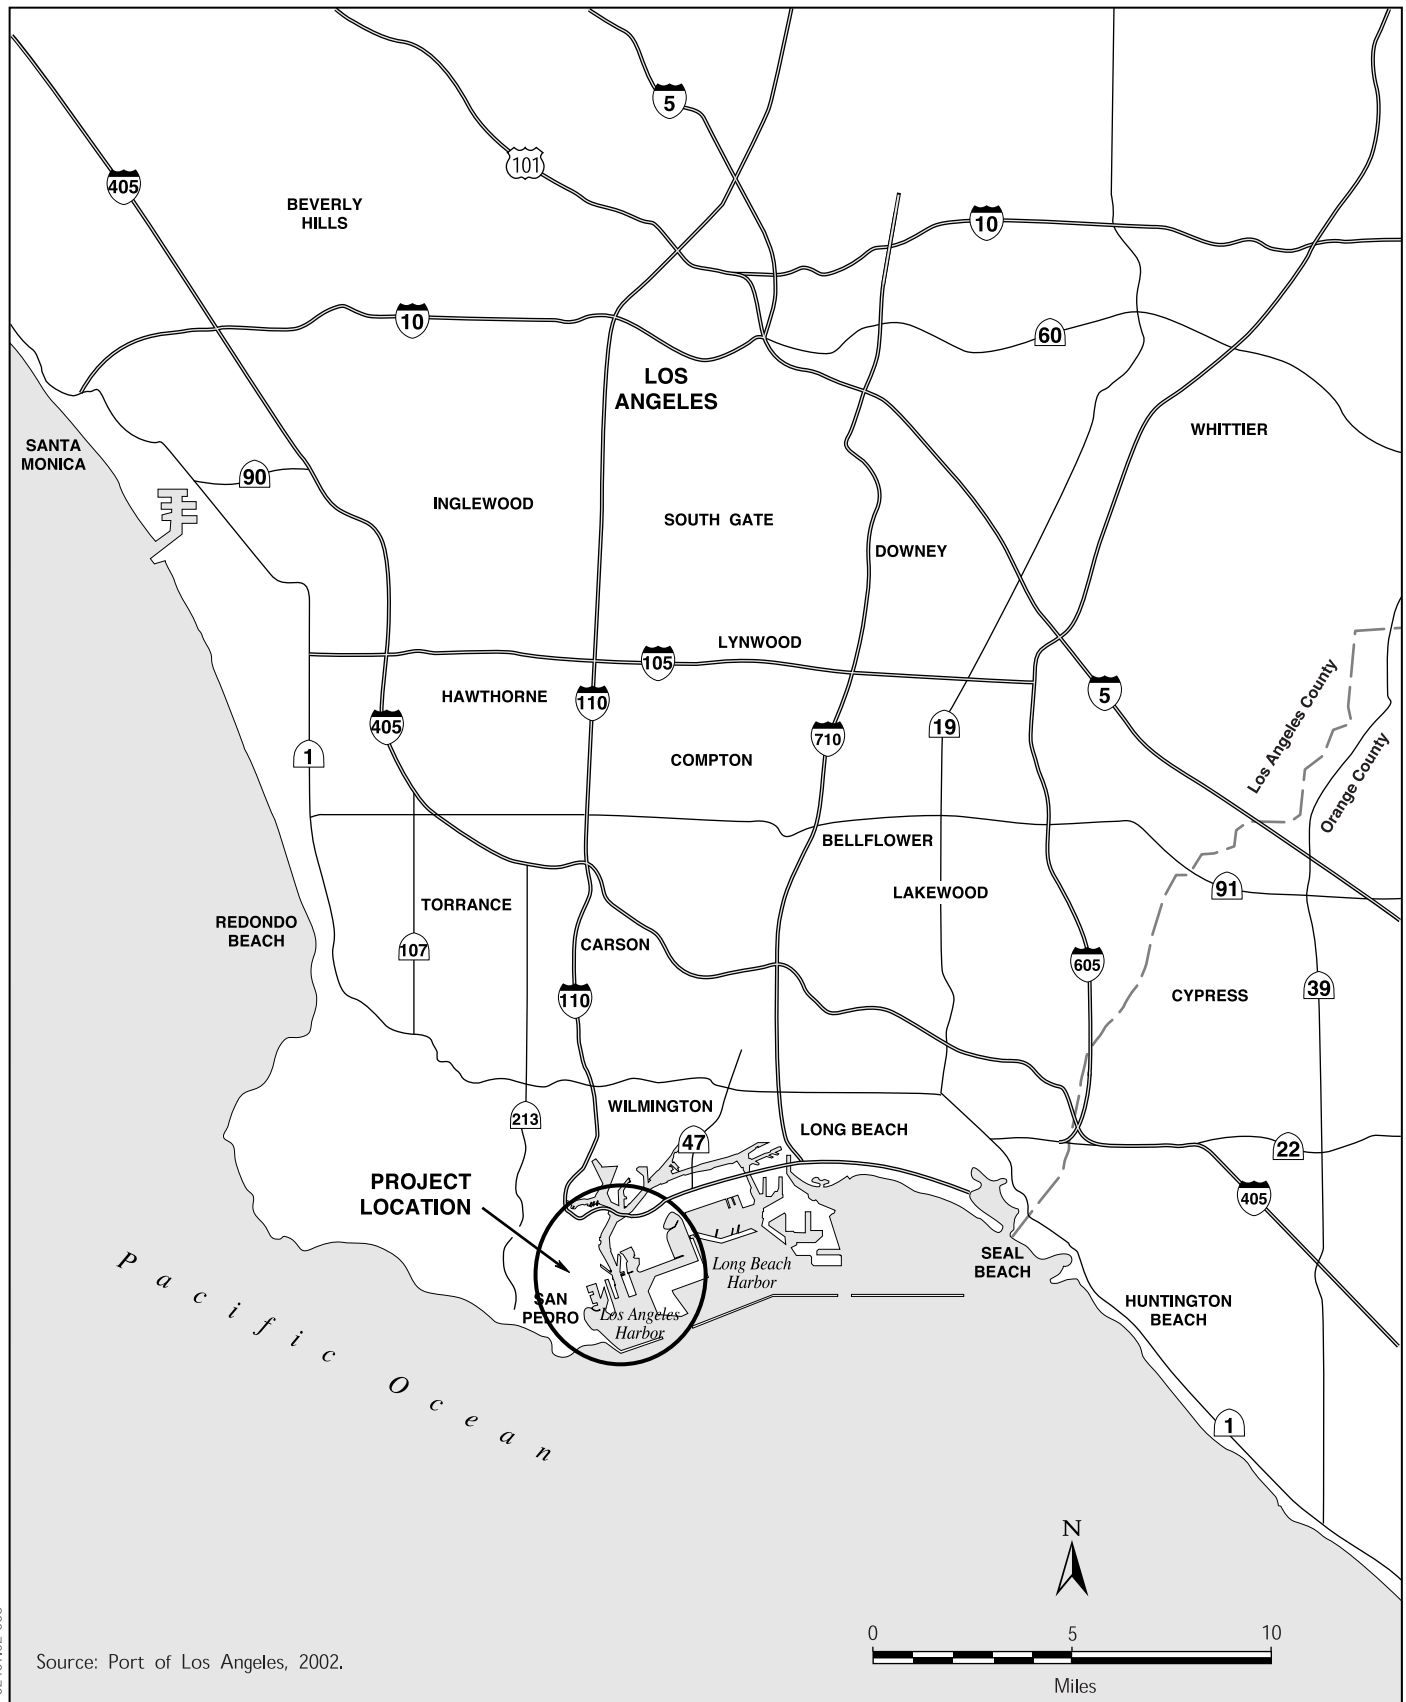 5
101
405
BEVERLY
HILLS
10
10
60
LOS
ANGELES
WHITTIER
SANTA
MONICA
90
INGLEWOOD
SOUTH GATE
DOWNEY
LYNWOOD
105
HAWTHORNE
110
405
1
710
19
5
Los Angeles County
Orange County
COMPTON
BELLFLOWER
LAKEWOOD
91
TORRANCE
REDONDO
BEACH
107
CARSON
110
605
CYPRESS
39
WILMINGTON
213
47
LONG BEACH
22
405
PROJECT
LOCATION
SEAL
BEACH
Long Beach
Harbor
SAN
PEDRO
Los Angeles
Harbor
HUNTINGTON
BEACH
Pacific Ocean
1
N
0 5 10
Miles
Source: Port of Los Angeles, 2002.